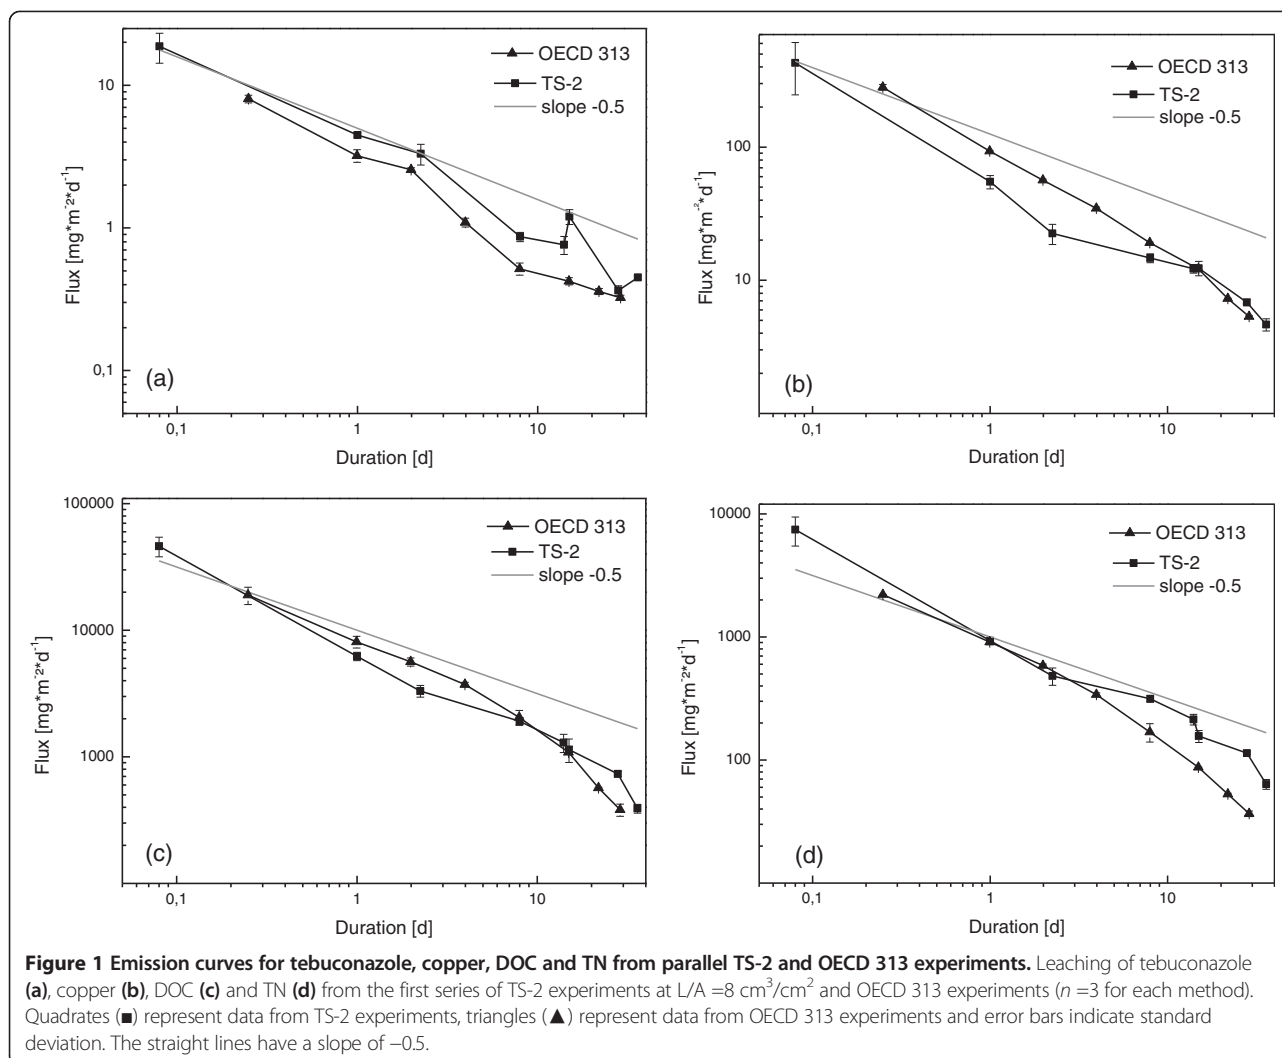 OECD 313
TS-2
slope -0.5
10
1
0,1
Flux [mg*m⁻²*d⁻¹]
(a)
0,1
1
10
Duration [d]
OECD 313
TS-2
slope -0.5
100
10
Flux [mg*m⁻²*d⁻¹]
(b)
0,1
1
10
Duration [d]
100000
10000
1000
OECD 313
TS-2
slope -0.5
Flux [mg*m⁻²*d⁻¹]
(c)
0,1
1
10
Duration [d]
10000
1000
100
OECD 313
TS-2
slope -0.5
Flux [mg*m⁻²*d⁻¹]
(d)
0,1
1
10
Duration [d]
Figure 1 Emission curves for tebuconazole, copper, DOC and TN from parallel TS-2 and OECD 313 experiments. Leaching of tebuconazole
(a), copper (b), DOC (c) and TN (d) from the first series of TS-2 experiments at L/A =8 cm³/cm² and OECD 313 experiments (n =3 for each method).
Quadrates (■) represent data from TS-2 experiments, triangles (▲) represent data from OECD 313 experiments and error bars indicate standard
deviation. The straight lines have a slope of −0.5.